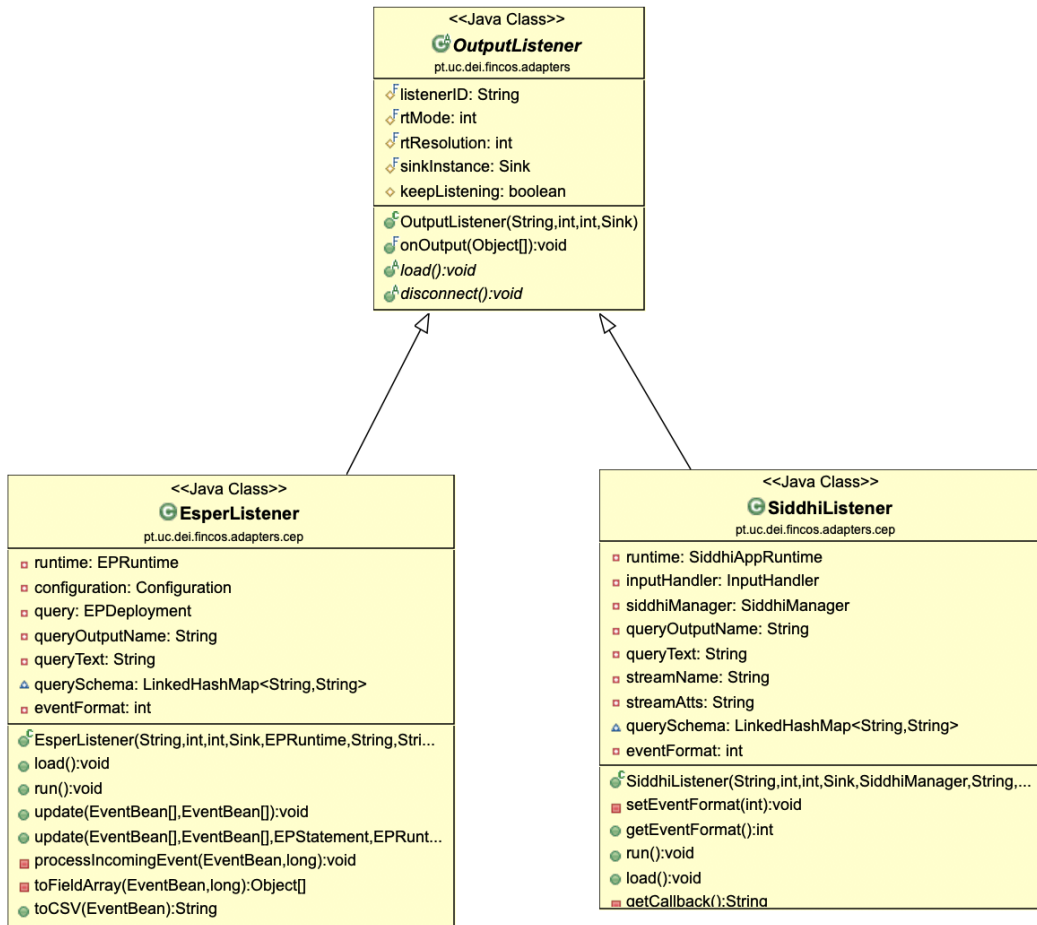 <<Java Class>>
OutputListener
pt.uc.dei.fincos.adapters
listenerID: String
rtMode: int
rtResolution: int
sinkInstance: Sink
keepListening: boolean
OutputListener(String,int,int,Sink)
onOutput(Object[]):void
load():void
disconnect():void
<<Java Class>>
EsperListener
pt.uc.dei.fincos.adapters.cep
runtime: EPRuntime
configuration: Configuration
query: EPDeployment
queryOutputName: String
queryText: String
querySchema: LinkedHashMap<String,String>
eventFormat: int
EsperListener(String,int,int,Sink,EPRuntime,String,Stri...
load():void
run():void
update(EventBean[],EventBean[]):void
update(EventBean[],EventBean[],EPStatement,EPRunt...
processIncomingEvent(EventBean,long):void
toFieldArray(EventBean,long):Object[]
toCSV(EventBean):String
<<Java Class>>
SiddhiListener
pt.uc.dei.fincos.adapters.cep
runtime: SiddhiAppRuntime
inputHandler: InputHandler
siddhiManager: SiddhiManager
queryOutputName: String
queryText: String
streamName: String
streamAtts: String
querySchema: LinkedHashMap<String,String>
eventFormat: int
SiddhiListener(String,int,int,Sink,SiddhiManager,String,...
setEventFormat(int):void
getEventFormat():int
run():void
load():void
getCallback():String